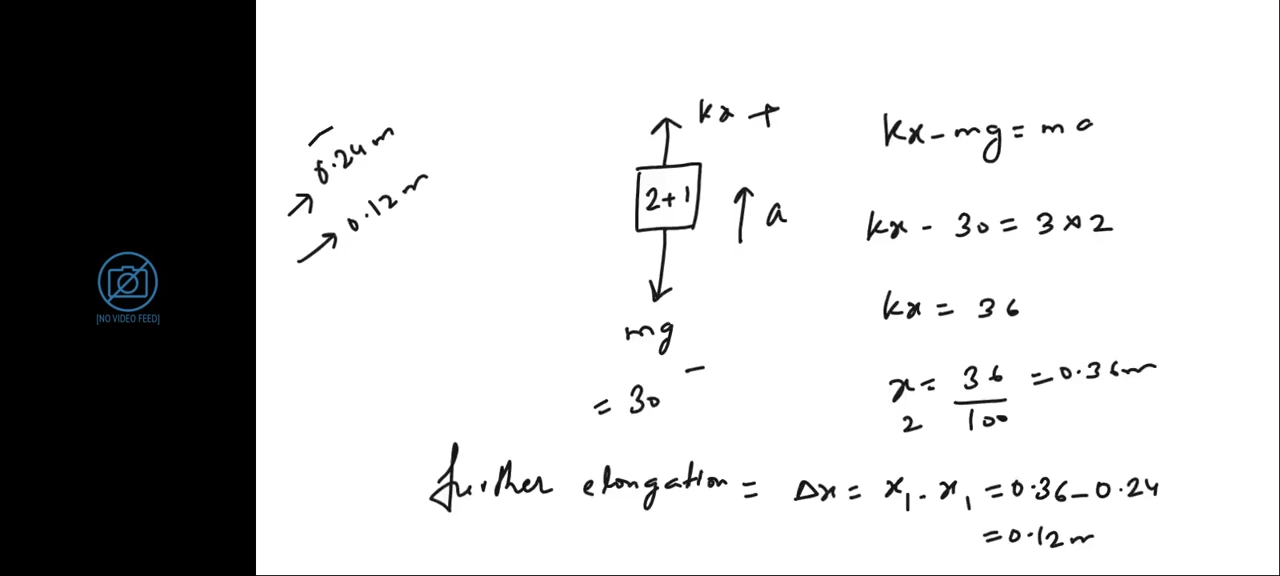 0.24 m
0.12 m
[NO VIDEO FEED]
kx +
2+1
a
mg
= 30
kx - mg = ma
kx - 30 = 3 × 2
kx = 36
x2 = 36/100 = 0.36m
further elongation = Δx = x1 - x1 = 0.36 - 0.24
= 0.12 m